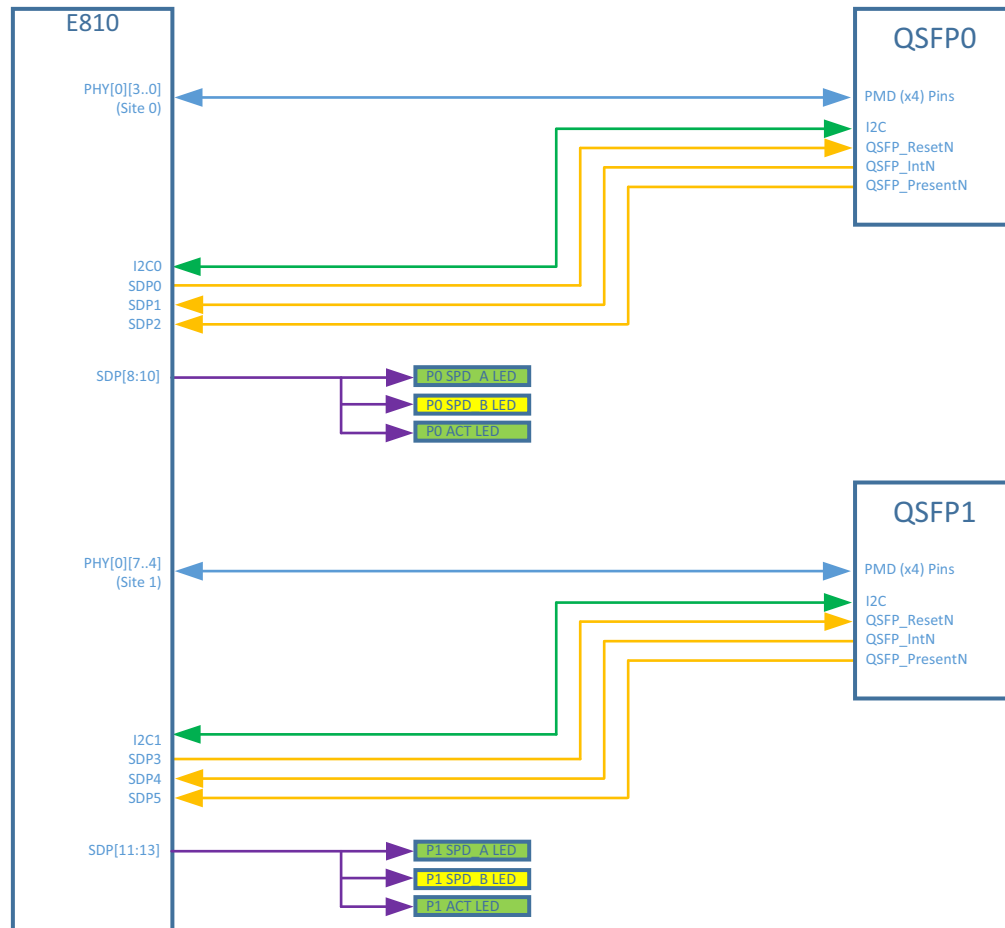 E810
QSFP0
PHY[0][3..0]
(Site 0)
PMD (x4) Pins
I2C
QSFP_ResetN
QSFP_IntN
QSFP_PresentN
I2C0
SDP0
SDP1
SDP2
SDP[8:10]
P0 SPD_A LED
P0 SPD_B LED
P0 ACT LED
QSFP1
PHY[0][7..4]
(Site 1)
PMD (x4) Pins
I2C
QSFP_ResetN
QSFP_IntN
QSFP_PresentN
I2C1
SDP3
SDP4
SDP5
SDP[11:13]
P1 SPD_A LED
P1 SPD_B LED
P1 ACT LED